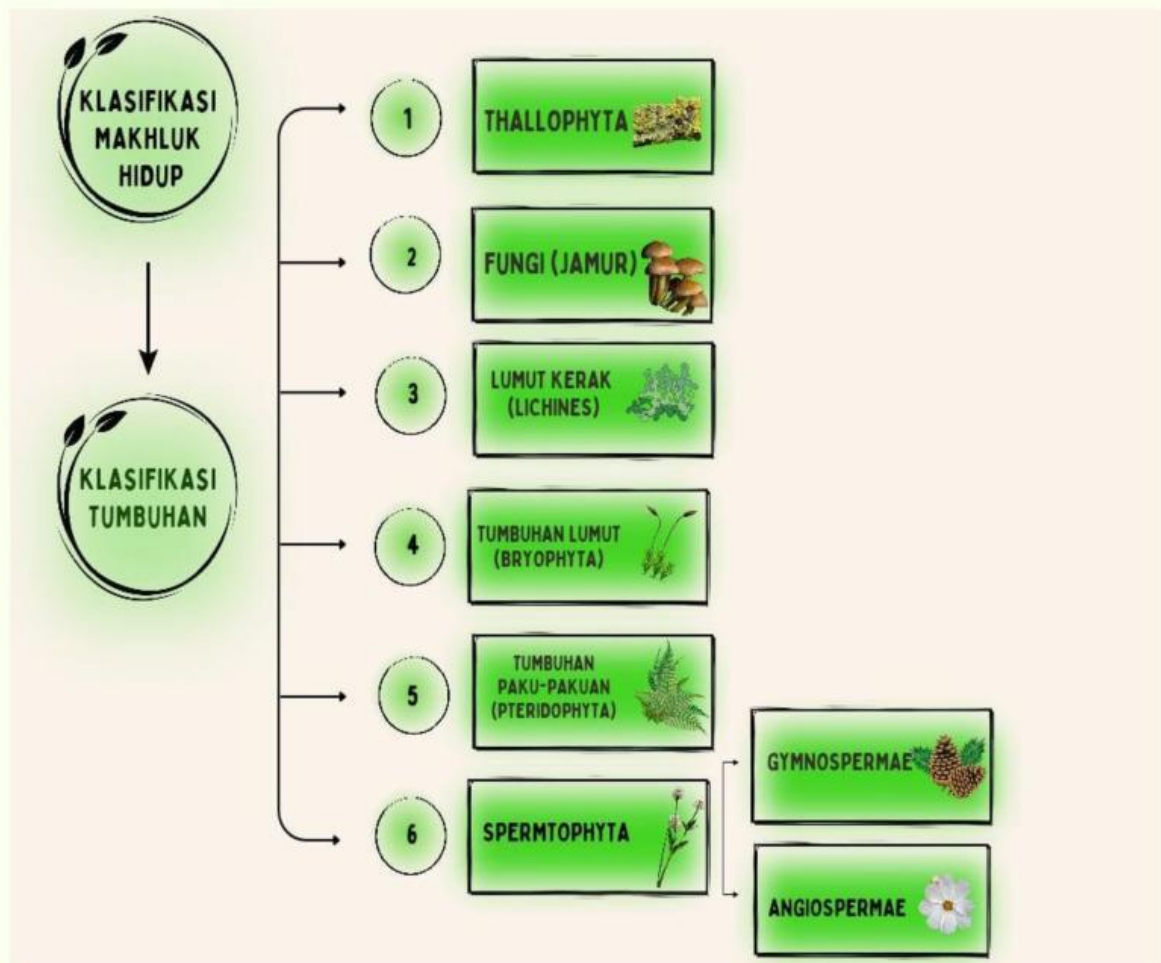 KLASIFIKASI
MAKHLUK
HIDUP
KLASIFIKASI
TUMBUHAN
1
THALLOPHYTA
2
FUNGI (JAMUR)
3
LUMUT KERAK
(LICHINES)
4
TUMBUHAN LUMUT
(BRYOPHYTA)
5
TUMBUHAN
PAKU-PAKUAN
(PTERIDOPHYTA)
6
SPERMTOPHYTA
GYMNOSPERMAE
ANGIOSPERMAE